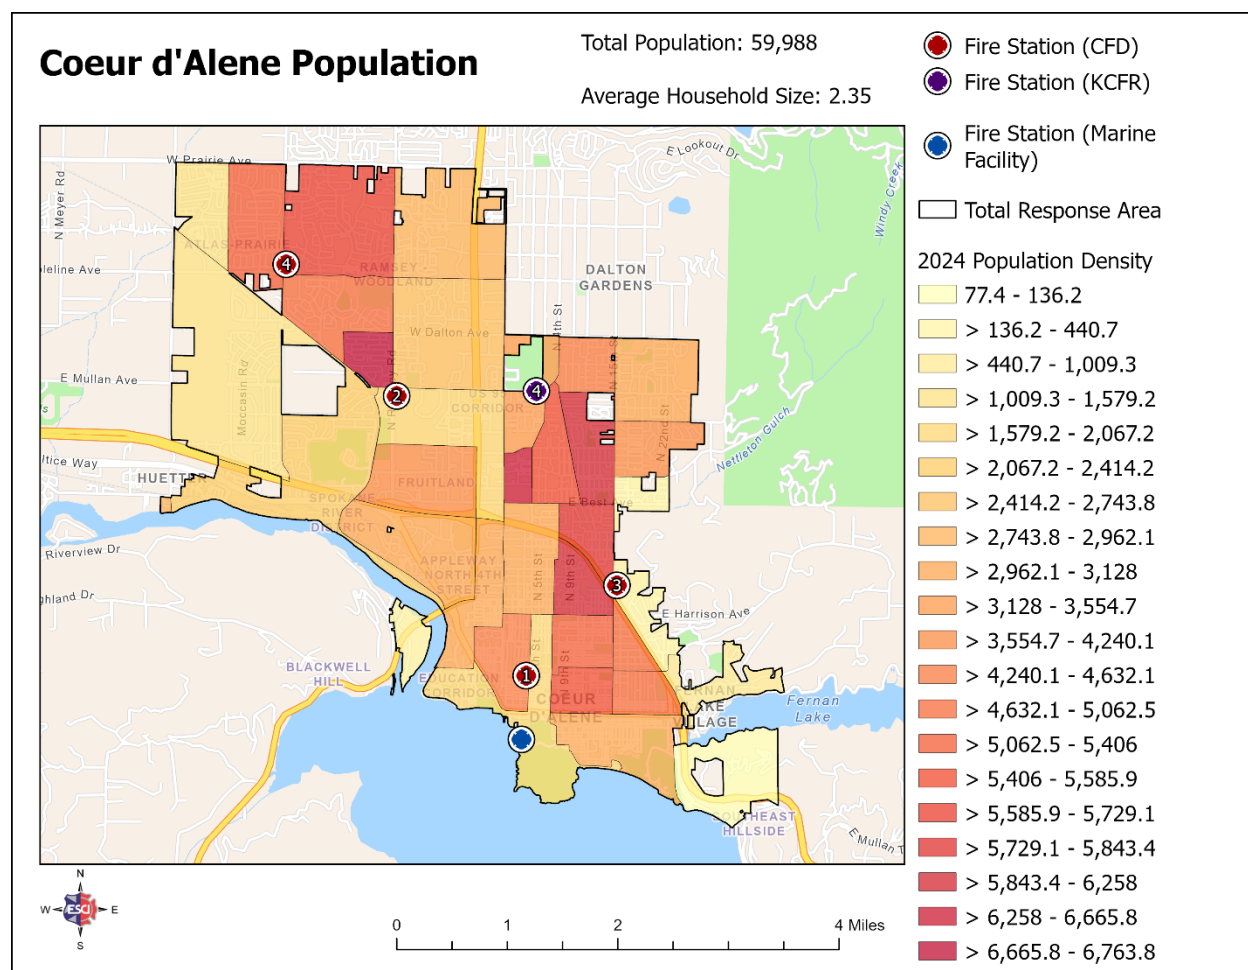 Coeur d'Alene Population
Total Population: 59,988
Average Household Size: 2.35
Fire Station (CFD)
Fire Station (KCFR)
Fire Station (Marine
Facility)
Total Response Area
2024 Population Density
77.4 - 136.2
> 136.2 - 440.7
> 440.7 - 1,009.3
> 1,009.3 - 1,579.2
> 1,579.2 - 2,067.2
> 2,067.2 - 2,414.2
> 2,414.2 - 2,743.8
> 2,743.8 - 2,962.1
> 2,962.1 - 3,128
> 3,128 - 3,554.7
> 3,554.7 - 4,240.1
> 4,240.1 - 4,632.1
> 4,632.1 - 5,062.5
> 5,062.5 - 5,406
> 5,406 - 5,585.9
> 5,585.9 - 5,729.1
> 5,729.1 - 5,843.4
> 5,843.4 - 6,258
> 6,258 - 6,665.8
> 6,665.8 - 6,763.8
W Prairie Ave
E Lookout Dr
N Meyer Rd
Windy Creek
ATLAS-PRAIRIE
4
RAMSEY -
WOODLAND
DALTON
GARDENS
N 4th St
W Dalton Ave
N 15th St
E Mullan Ave
Moccasin Rd
2
4
US 95
CORRIDOR
N 22nd St
Nettleton Gulch
HUETTER
FRUITLAND
SPOKANE
RIVER
DISTRICT
E Best Ave
Riverview Dr
APPLEWAY
NORTH 4TH
STREET
N 5th St
N 9th St
3
E Harrison Ave
BLACKWELL
HILL
EDUCATION
CORRIDOR
1
N 9th St
COEUR
D'ALENE
FERNAN
LAKE
VILLAGE
Fernan
Lake
SOUTHEAST
HILLSIDE
E Mullan T
N
W
ESCI
E
S
0
1
2
4 Miles